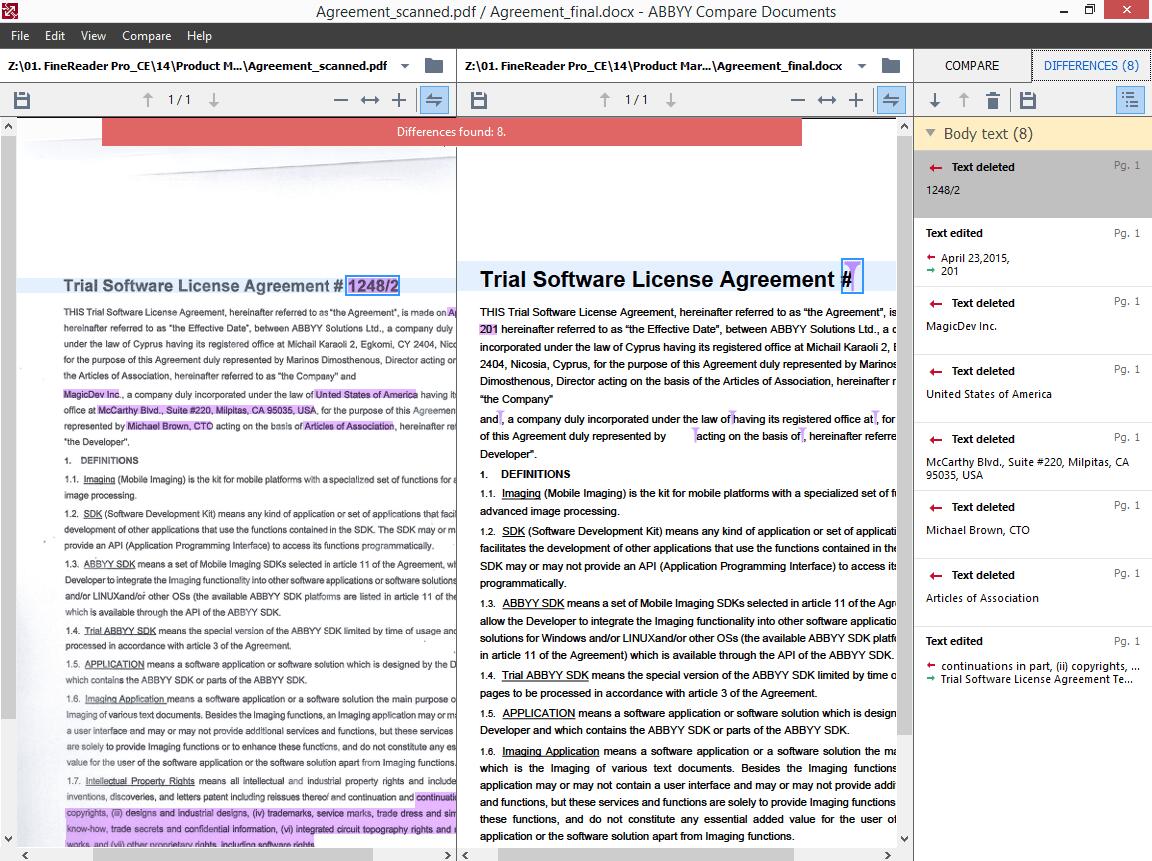 Agreement_scanned.pdf / Agreement_final.docx - ABBYY Compare Documents
File Edit View Compare Help
Z:\01. FineReader Pro_CE\14\Product M...\Agreement_scanned.pdf
Z:\01. FineReader Pro_CE\14\Product Mar...\Agreement_final.docx
COMPARE
DIFFERENCES (8)
1 / 1
1 / 1
Differences found: 8.
Trial Software License Agreement # 1248/2
THIS Trial Software License Agreement, hereinafter referred to as "the Agreement", is made on
hereinafter referred to as "the Effective Date", between ABBYY Solutions Ltd., a company duly
under the law of Cyprus having its registered office at Michail Karaoli 2, Egkomi, CY 2404, Nic
for the purpose of this Agreement duly represented by Marinos Dimosthenous, Director acting or
the Articles of Association, hereinafter referred to as "the Company" and
MagicDev Inc., a company duly incorporated under the law of United States of America having its
office at McCarthy Blvd., Suite #220, Milpitas, CA 95035, USA, for the purpose of this Agreemen
represented by Michael Brown, CTO acting on the basis of Articles of Association, hereinafter re
"the Developer".
1. DEFINITIONS
1.1. Imaging (Mobile Imaging) is the kit for mobile platforms with a specialized set of functions for a
image processing.
1.2. SDK (Software Development Kit) means any kind of application or set of applications that facil
development of other applications that use the functions contained in the SDK. The SDK may or m
provide an API (Application Programming Interface) to access its functions programmatically.
1.3. ABBYY SDK means a set of Mobile Imaging SDKs selected in article 11 of the Agreement, wh
Developer to integrate the Imaging functionality into other software applications or software solutions
and/or LINUXand/or other OSs (the available ABBYY SDK platforms are listed in article 11 of the
which is available through the API of the ABBYY SDK.
1.4. Trial ABBYY SDK means the special version of the ABBYY SDK limited by time of usage and
processed in accordance with article 3 of the Agreement.
1.5. APPLICATION means a software application or software solution which is designed by the D
which contains the ABBYY SDK or parts of the ABBYY SDK.
1.6. Imaging Application means a software application or a software solution the main purpose o
Imaging of various text documents. Besides the Imaging functions, an Imaging application may or ma
a user interface and may or may not provide additional services and functions, but these services
are solely to provide Imaging functions or to enhance these functions, and do not constitute any es
value for the user of the software application or the software solution apart from Imaging functions.
1.7. Intellectual Property Rights means all intellectual and industrial property rights and include
inventions, discoveries, and letters patent including reissues thereof and continuation and continuati
copyrights, (iii) designs and industrial designs, (iv) trademarks, service marks, trade dress and sim
know-how, trade secrets and confidential information, (vi) integrated circuit topography rights and
works, and (vii) other proprietary rights, including software rights
Trial Software License Agreement #
THIS Trial Software License Agreement, hereinafter referred to as "the Agreement", is
201 hereinafter referred to as "the Effective Date", between ABBYY Solutions Ltd., a c
incorporated under the law of Cyprus having its registered office at Michail Karaoli 2, E
2404, Nicosia, Cyprus, for the purpose of this Agreement duly represented by Marinos
Dimosthenous, Director acting on the basis of the Articles of Association, hereinafter r
"the Company"
and , a company duly incorporated under the law of having its registered office at , for
of this Agreement duly represented by acting on the basis of , hereinafter referre
Developer".
1. DEFINITIONS
1.1. Imaging (Mobile Imaging) is the kit for mobile platforms with a specialized set of fu
advanced image processing.
1.2. SDK (Software Development Kit) means any kind of application or set of applicati
facilitates the development of other applications that use the functions contained in the
SDK may or may not provide an API (Application Programming Interface) to access its
programmatically.
1.3. ABBYY SDK means a set of Mobile Imaging SDKs selected in article 11 of the Agre
allow the Developer to integrate the Imaging functionality into other software application
solutions for Windows and/or LINUXand/or other OSs (the available ABBYY SDK platfo
in article 11 of the Agreement) which is available through the API of the ABBYY SDK.
1.4. Trial ABBYY SDK means the special version of the ABBYY SDK limited by time o
pages to be processed in accordance with article 3 of the Agreement.
1.5. APPLICATION means a software application or software solution which is design
Developer and which contains the ABBYY SDK or parts of the ABBYY SDK.
1.6. Imaging Application means a software application or a software solution the ma
which is the Imaging of various text documents. Besides the Imaging functions
application may or may not contain a user interface and may or may not provide addit
and functions, but these services and functions are solely to provide Imaging functions
these functions, and do not constitute any essential added value for the user of
application or the software solution apart from Imaging functions.
Body text (8)
Text deleted Pg. 1
1248/2
Text edited Pg. 1
April 23,2015,
201
Text deleted Pg. 1
MagicDev Inc.
Text deleted Pg. 1
United States of America
Text deleted Pg. 1
McCarthy Blvd., Suite #220, Milpitas, CA
95035, USA
Text deleted Pg. 1
Michael Brown, CTO
Text deleted Pg. 1
Articles of Association
Text edited Pg. 1
continuations in part, (ii) copyrights, ...
Trial Software License Agreement Te...